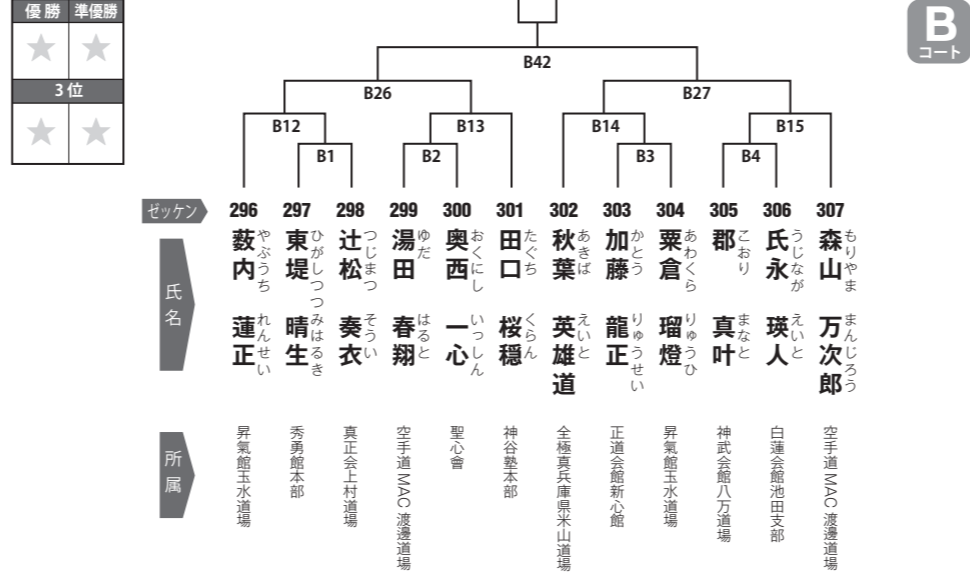 優勝 準優勝
3位
B
コート
B42
B26 B27
B12 B13 B14 B15
B1 B2 B3 B4
ゼッケン 296 297 298 299 300 301 302 303 304 305 306 307
氏名
薮内 蓮正 やぶうち れんせい
東堤 晴生 ひがしつつみはるき
辻松 奏衣 つじまつ そうい
湯田 春翔 ゆだ はると
奥西 一心 おくにし いっしん
田口 桜穏 たぐち くらん
秋葉 英雄道 あきば えいと
加藤 龍正 かとう りゅうせい
粟倉 瑠燈 あわくら りゅうひ
郡 真叶 こおり まなと
氏永 瑛人 うじなが えいと
森山 万次郎 もりやま まんじろう
所属
昇氣館玉水道場
秀勇館本部
真正会上村道場
空手道 MAC 渡邊道場
聖心會
神谷塾本部
全極真兵庫県米山道場
正道会館新心館
昇氣館玉水道場
神武会館八万道場
白蓮会館池田支部
空手道 MAC 渡邊道場